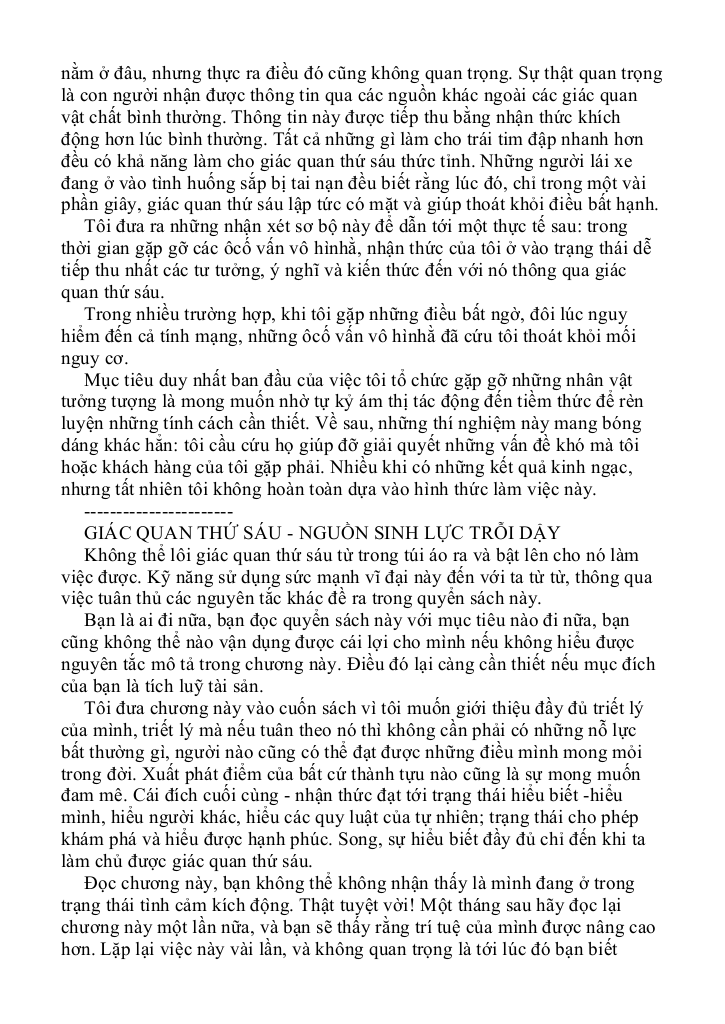 nằm ở đâu, nhưng thực ra điều đó cũng không quan trọng. Sự thật quan trọng
là con người nhận được thông tin qua các nguồn khác ngoài các giác quan
vật chất bình thường. Thông tin này được tiếp thu bằng nhận thức khích
động hơn lúc bình thường. Tất cả những gì làm cho trái tim đập nhanh hơn
đều có khả năng làm cho giác quan thứ sáu thức tỉnh. Những người lái xe
đang ở vào tình huống sắp bị tai nạn đều biết rằng lúc đó, chỉ trong một vài
phần giây, giác quan thứ sáu lập tức có mặt và giúp thoát khỏi điều bất hạnh.
Tôi đưa ra những nhận xét sơ bộ này để dẫn tới một thực tế sau: trong
thời gian gặp gỡ các ôcố vấn vô hìnhằ, nhận thức của tôi ở vào trạng thái dễ
tiếp thu nhất các tư tưởng, ý nghĩ và kiến thức đến với nó thông qua giác
quan thứ sáu.
Trong nhiều trường hợp, khi tôi gặp những điều bất ngờ, đôi lúc nguy
hiểm đến cả tính mạng, những ôcố vấn vô hìnhằ đã cứu tôi thoát khỏi mối
nguy cơ.
Mục tiêu duy nhất ban đầu của việc tôi tổ chức gặp gỡ những nhân vật
tưởng tượng là mong muốn nhờ tự kỷ ám thị tác động đến tiềm thức để rèn
luyện những tính cách cần thiết. Về sau, những thí nghiệm này mang bóng
dáng khác hẳn: tôi cầu cứu họ giúp đỡ giải quyết những vấn đề khó mà tôi
hoặc khách hàng của tôi gặp phải. Nhiều khi có những kết quả kinh ngạc,
nhưng tất nhiên tôi không hoàn toàn dựa vào hình thức làm việc này.
-----------------------
GIÁC QUAN THỨ SÁU - NGUỒN SINH LỰC TRỖI DẬY
Không thể lôi giác quan thứ sáu từ trong túi áo ra và bật lên cho nó làm
việc được. Kỹ năng sử dụng sức mạnh vĩ đại này đến với ta từ từ, thông qua
việc tuân thủ các nguyên tắc khác đề ra trong quyển sách này.
Bạn là ai đi nữa, bạn đọc quyển sách này với mục tiêu nào đi nữa, bạn
cũng không thể nào vận dụng được cái lợi cho mình nếu không hiểu được
nguyên tắc mô tả trong chương này. Điều đó lại càng cần thiết nếu mục đích
của bạn là tích luỹ tài sản.
Tôi đưa chương này vào cuốn sách vì tôi muốn giới thiệu đầy đủ triết lý
của mình, triết lý mà nếu tuân theo nó thì không cần phải có những nỗ lực
bất thường gì, người nào cũng có thể đạt được những điều mình mong mỏi
trong đời. Xuất phát điểm của bất cứ thành tựu nào cũng là sự mong muốn
đam mê. Cái đích cuối cùng - nhận thức đạt tới trạng thái hiểu biết -hiểu
mình, hiểu người khác, hiểu các quy luật của tự nhiên; trạng thái cho phép
khám phá và hiểu được hạnh phúc. Song, sự hiểu biết đầy đủ chỉ đến khi ta
làm chủ được giác quan thứ sáu.
Đọc chương này, bạn không thể không nhận thấy là mình đang ở trong
trạng thái tình cảm kích động. Thật tuyệt vời! Một tháng sau hãy đọc lại
chương này một lần nữa, và bạn sẽ thấy rằng trí tuệ của mình được nâng cao
hơn. Lặp lại việc này vài lần, và không quan trọng là tới lúc đó bạn biết